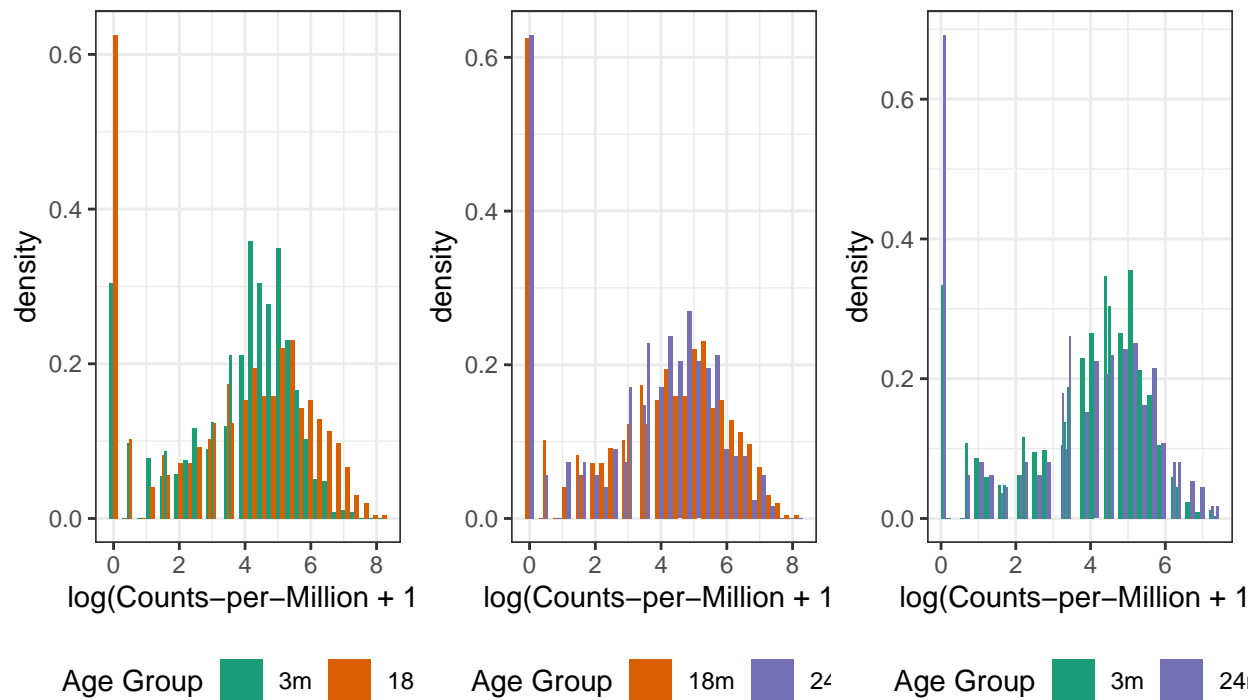 0.6
0.4
0.2
0.0
density
0 2 4 6 8
log(Counts−per−Million + 1
Age Group 3m 18
0.6
0.4
0.2
0.0
density
0 2 4 6 8
log(Counts−per−Million + 1
Age Group 18m 24
0.6
0.4
0.2
0.0
density
0 2 4 6
log(Counts−per−Million + 1
Age Group 3m 24